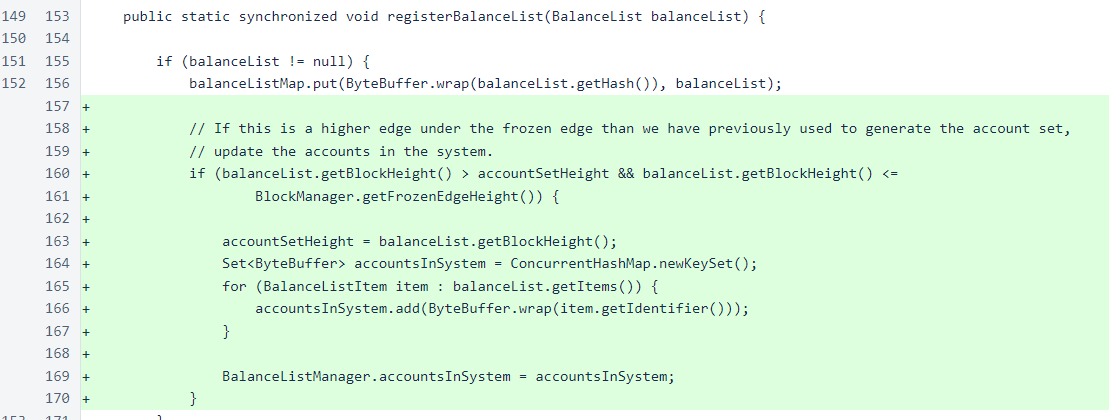 149 153 public static synchronized void registerBalanceList(BalanceList balanceList) {
150 154
151 155 if (balanceList != null) {
152 156 balanceListMap.put(ByteBuffer.wrap(balanceList.getHash()), balanceList);
157 +
158 + // If this is a higher edge under the frozen edge than we have previously used to generate the account set,
159 + // update the accounts in the system.
160 + if (balanceList.getBlockHeight() > accountSetHeight && balanceList.getBlockHeight() <=
161 + BlockManager.getFrozenEdgeHeight()) {
162 +
163 + accountSetHeight = balanceList.getBlockHeight();
164 + Set<ByteBuffer> accountsInSystem = ConcurrentHashMap.newKeySet();
165 + for (BalanceListItem item : balanceList.getItems()) {
166 + accountsInSystem.add(ByteBuffer.wrap(item.getIdentifier()));
167 + }
168 +
169 + BalanceListManager.accountsInSystem = accountsInSystem;
170 + }
153 171 }